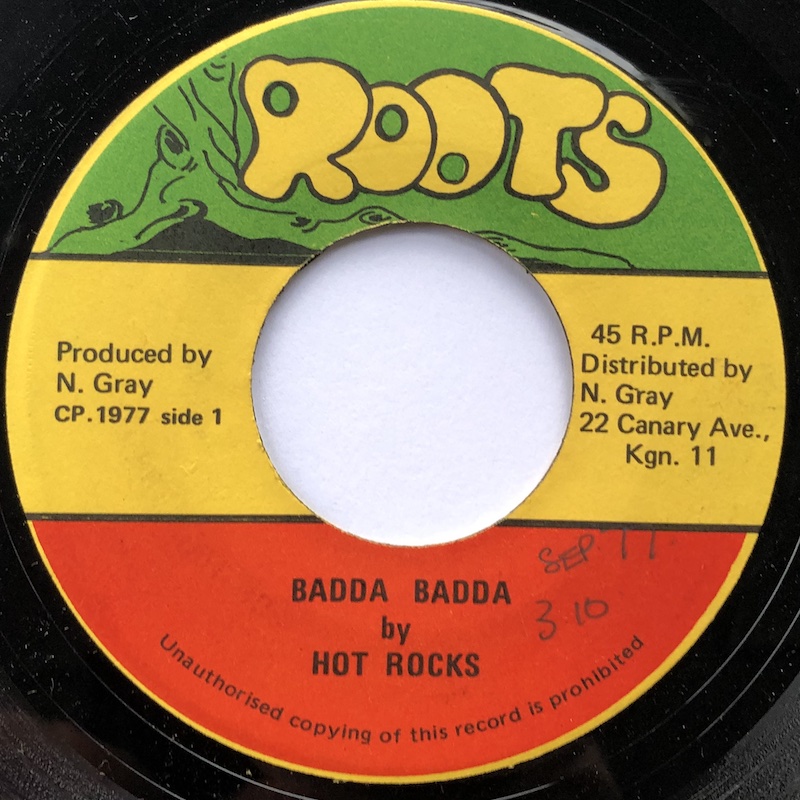 ROOTS
Produced by
N. Gray
CP.1977 side 1
45 R.P.M.
Distributed by
N. Gray
22 Canary Ave.,
Kgn. 11
SEP 77
3 10
BADDA BADDA
by
HOT ROCKS
Unauthorised copying of this record is prohibited